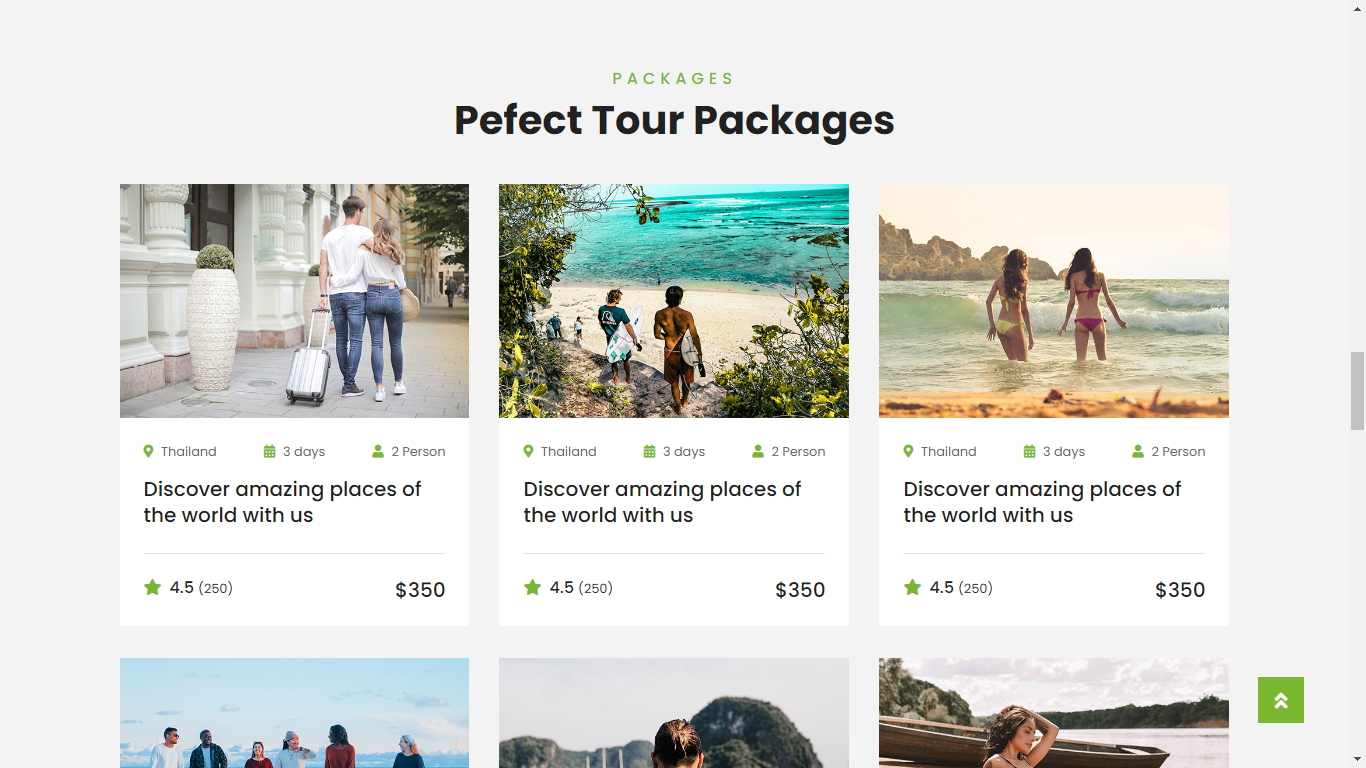 PACKAGES
Pefect Tour Packages
Thailand 3 days 2 Person
Discover amazing places of
the world with us
4.5 (250) $350
Thailand 3 days 2 Person
Discover amazing places of
the world with us
4.5 (250) $350
Thailand 3 days 2 Person
Discover amazing places of
the world with us
4.5 (250) $350